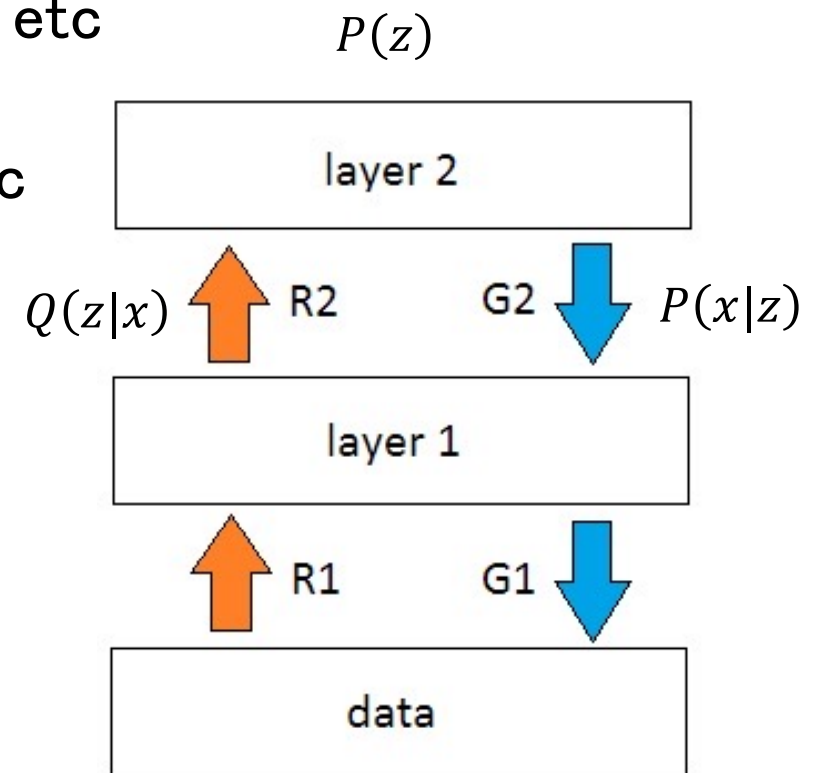 etc
P(z)
layer 2
c
Q(z|x) R2 G2 P(x|z)
layer 1
R1 G1
data